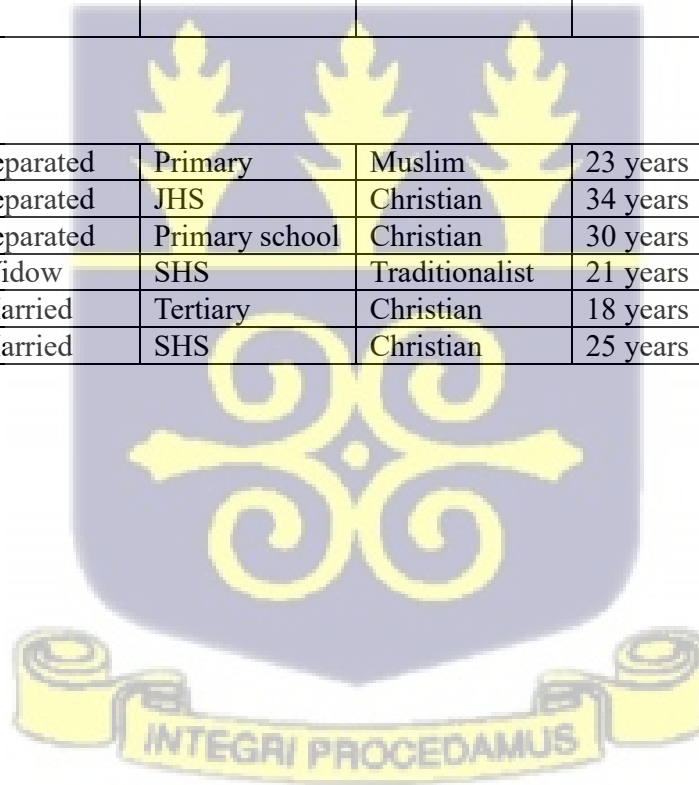 eparated Primary Muslim 23 years
eparated JHS Christian 34 years
eparated Primary school Christian 30 years
idow SHS Traditionalist 21 years
arried Tertiary Christian 18 years
arried SHS Christian 25 years
INTEGRI PROCEDAMUS